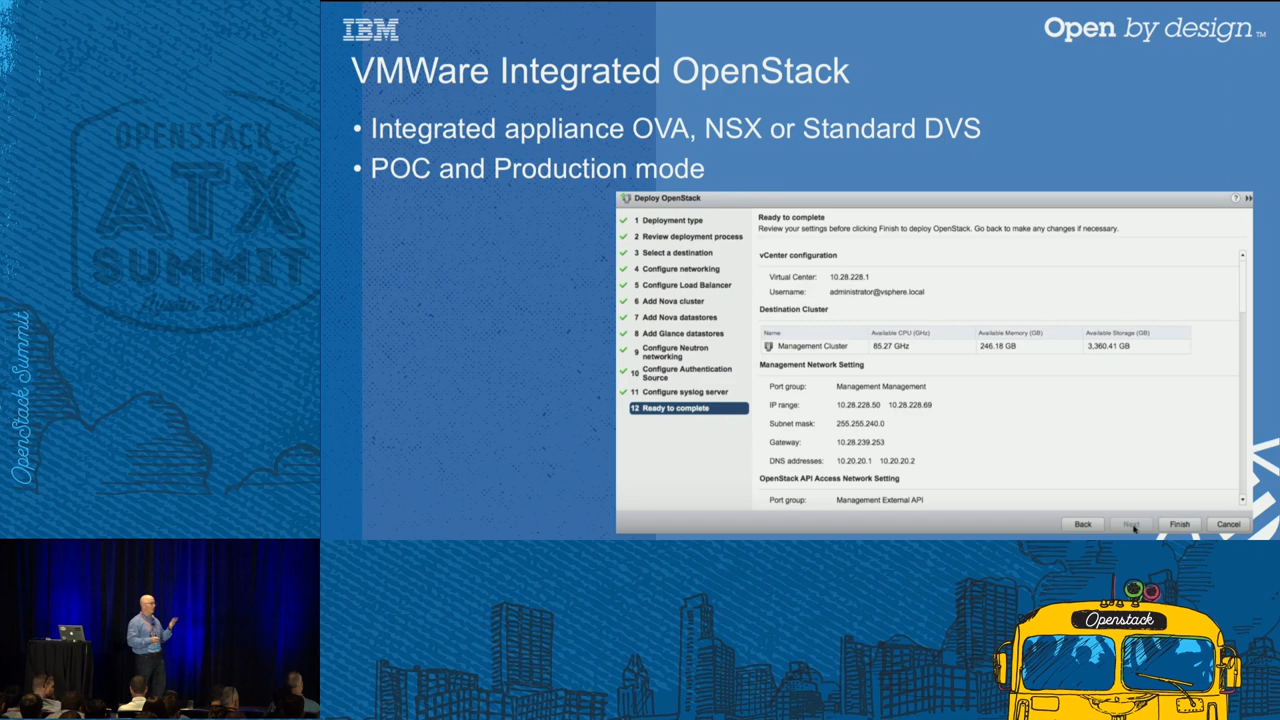 IBM
Open by design™
VMWare Integrated OpenStack
• Integrated appliance OVA, NSX or Standard DVS
• POC and Production mode
Deploy OpenStack
?
1 Deployment type
2 Review deployment process
3 Select a destination
4 Configure networking
5 Configure Load Balancer
6 Add Nova cluster
7 Add Nova datastores
8 Add Glance datastores
9 Configure Neutron
networking
10 Configure Authentication
Source
11 Configure syslog server
12 Ready to complete
Ready to complete
Review your settings before clicking Finish to deploy OpenStack. Go back to make any changes if necessary.
vCenter configuration
Virtual Center: 10.28.228.1
Username: administrator@vsphere.local
Destination Cluster
Name Available CPU (GHz) Available Memory (GB) Available Storage (GB)
Management Cluster 85.27 GHz 246.18 GB 3,360.41 GB
Management Network Setting
Port group: Management Management
IP range: 10.28.228.50 10.28.228.69
Subnet mask: 255.255.240.0
Gateway: 10.28.239.253
DNS addresses: 10.20.20.1 10.20.20.2
OpenStack API Access Network Setting
Port group: Management External API
Back Next Finish Cancel
OPENSTACK
ATX
SUMMIT
OpenStack Summit
Openstack